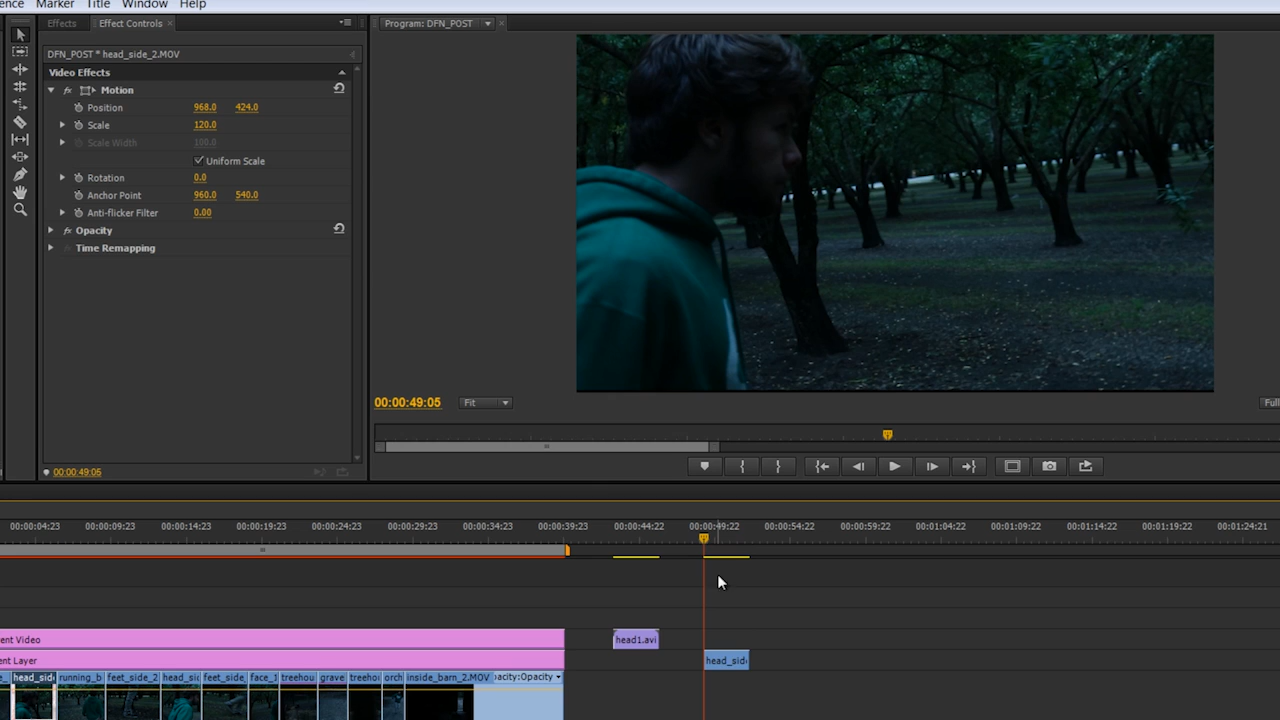 ence Marker Title Window Help
Effects Effect Controls × Program: DFN_POST ×
DFN_POST * head_side_2.MOV
Video Effects
fx Motion
Position 968.0 424.0
Scale 120.0
Scale Width 100.0
Uniform Scale
Rotation 0.0
Anchor Point 960.0 540.0
Anti-flicker Filter 0.00
fx Opacity
Time Remapping
00:00:49:05 Fit Full
00:00:49:05
00:00:04:23 00:00:09:23 00:00:14:23 00:00:19:23 00:00:24:23 00:00:29:23 00:00:34:23 00:00:39:23 00:00:44:22 00:00:49:22 00:00:54:22 00:00:59:22 00:01:04:22 00:01:09:22 00:01:14:22 00:01:19:22 00:01:24:21
ent Video head1.avi
ent Layer head_sid
head_sid running_b feet_side_2 head_si feet_side_ face_1 treehou grave treehou orch inside_barn_2.MOV pacity:Opacity